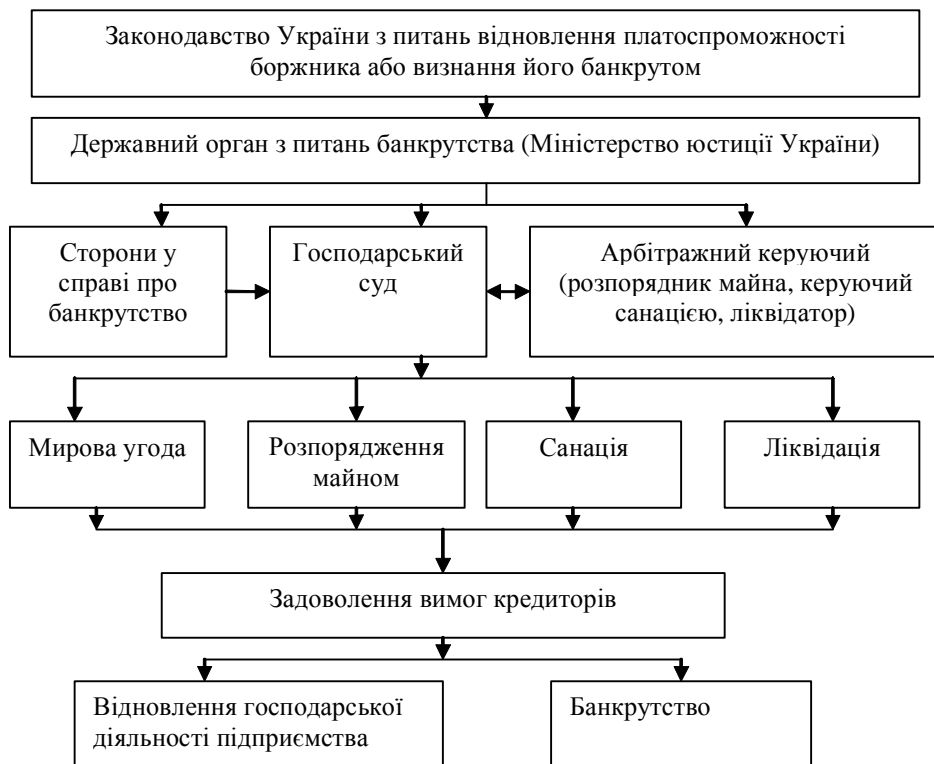 Законодавство України з питань відновлення платоспроможності
боржника або визнання його банкрутом
Державний орган з питань банкрутства (Міністерство юстиції України)
Сторони у
справі про
банкрутство
Господарський
суд
Арбітражний керуючий
(розпорядник майна, керуючий
санацією, ліквідатор)
Мирова угода
Розпорядження
майном
Санація
Ліквідація
Задоволення вимог кредиторів
Відновлення господарської
діяльності підприємства
Банкрутство